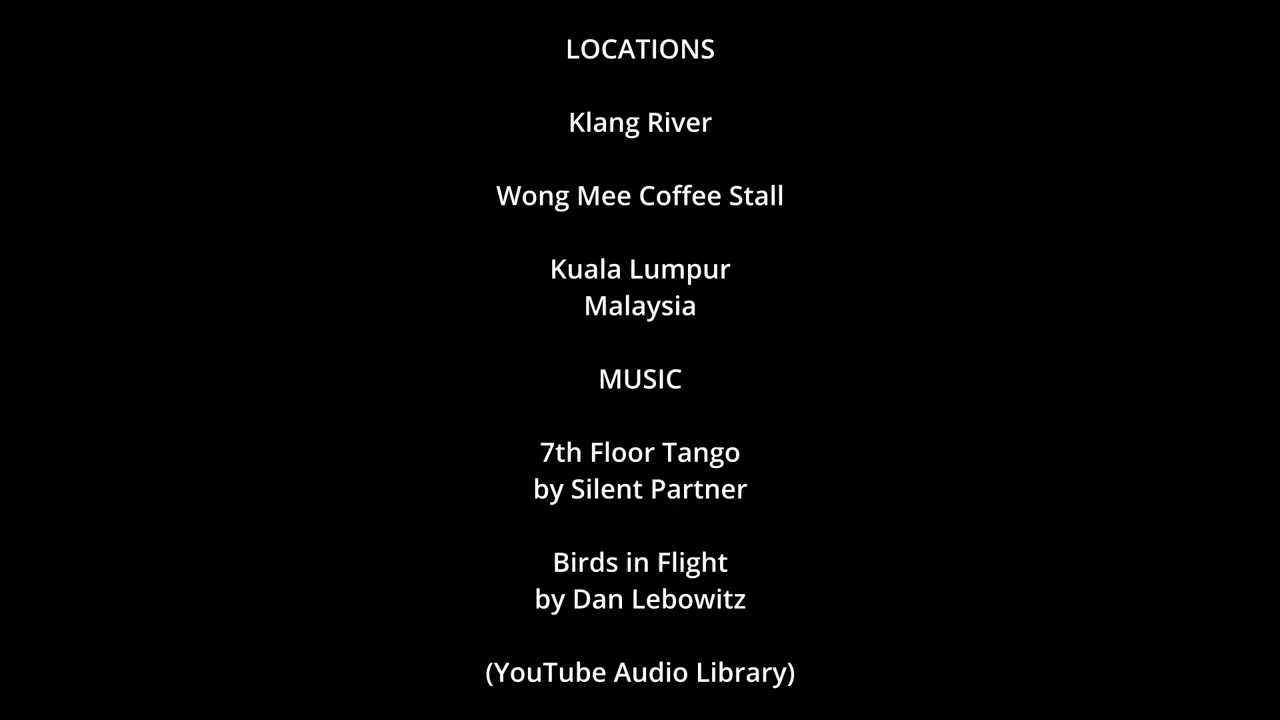 LOCATIONS
Klang River
Wong Mee Coffee Stall
Kuala Lumpur
Malaysia
MUSIC
7th Floor Tango
by Silent Partner
Birds in Flight
by Dan Lebowitz
(YouTube Audio Library)